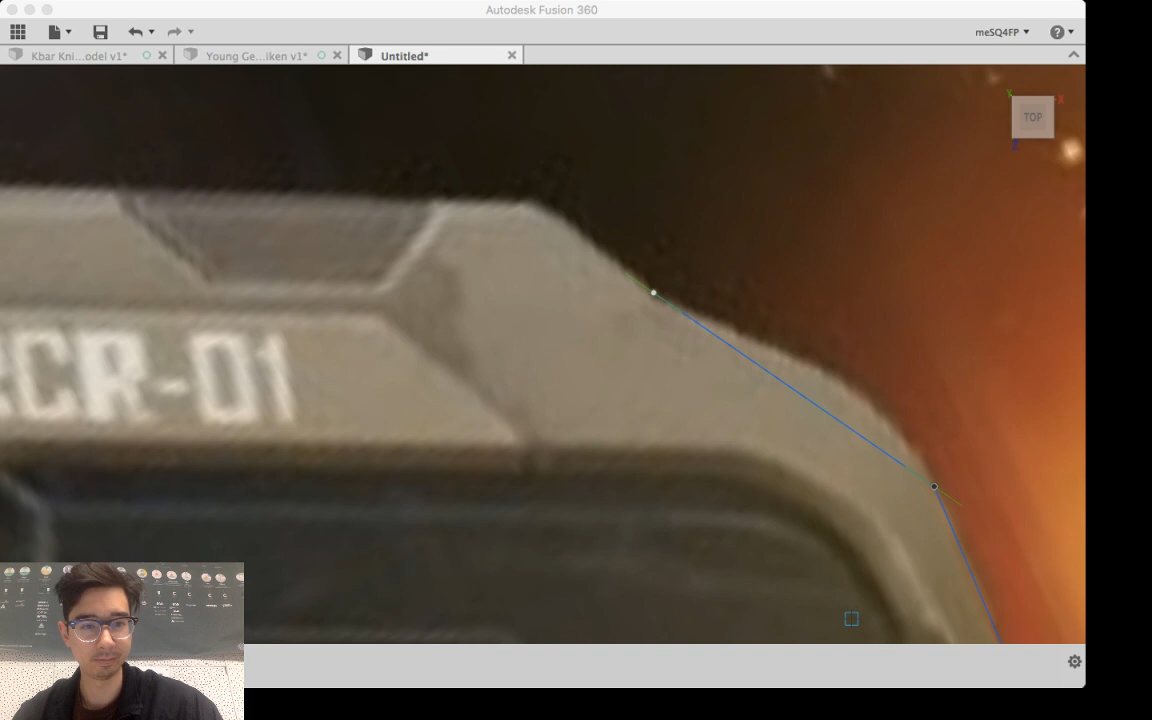 Autodesk Fusion 360
meSQ4FP
Kbar Kni...odel v1*
Young Ge...iken v1*
Untitled*
Y
X
TOP
Z
CR-01